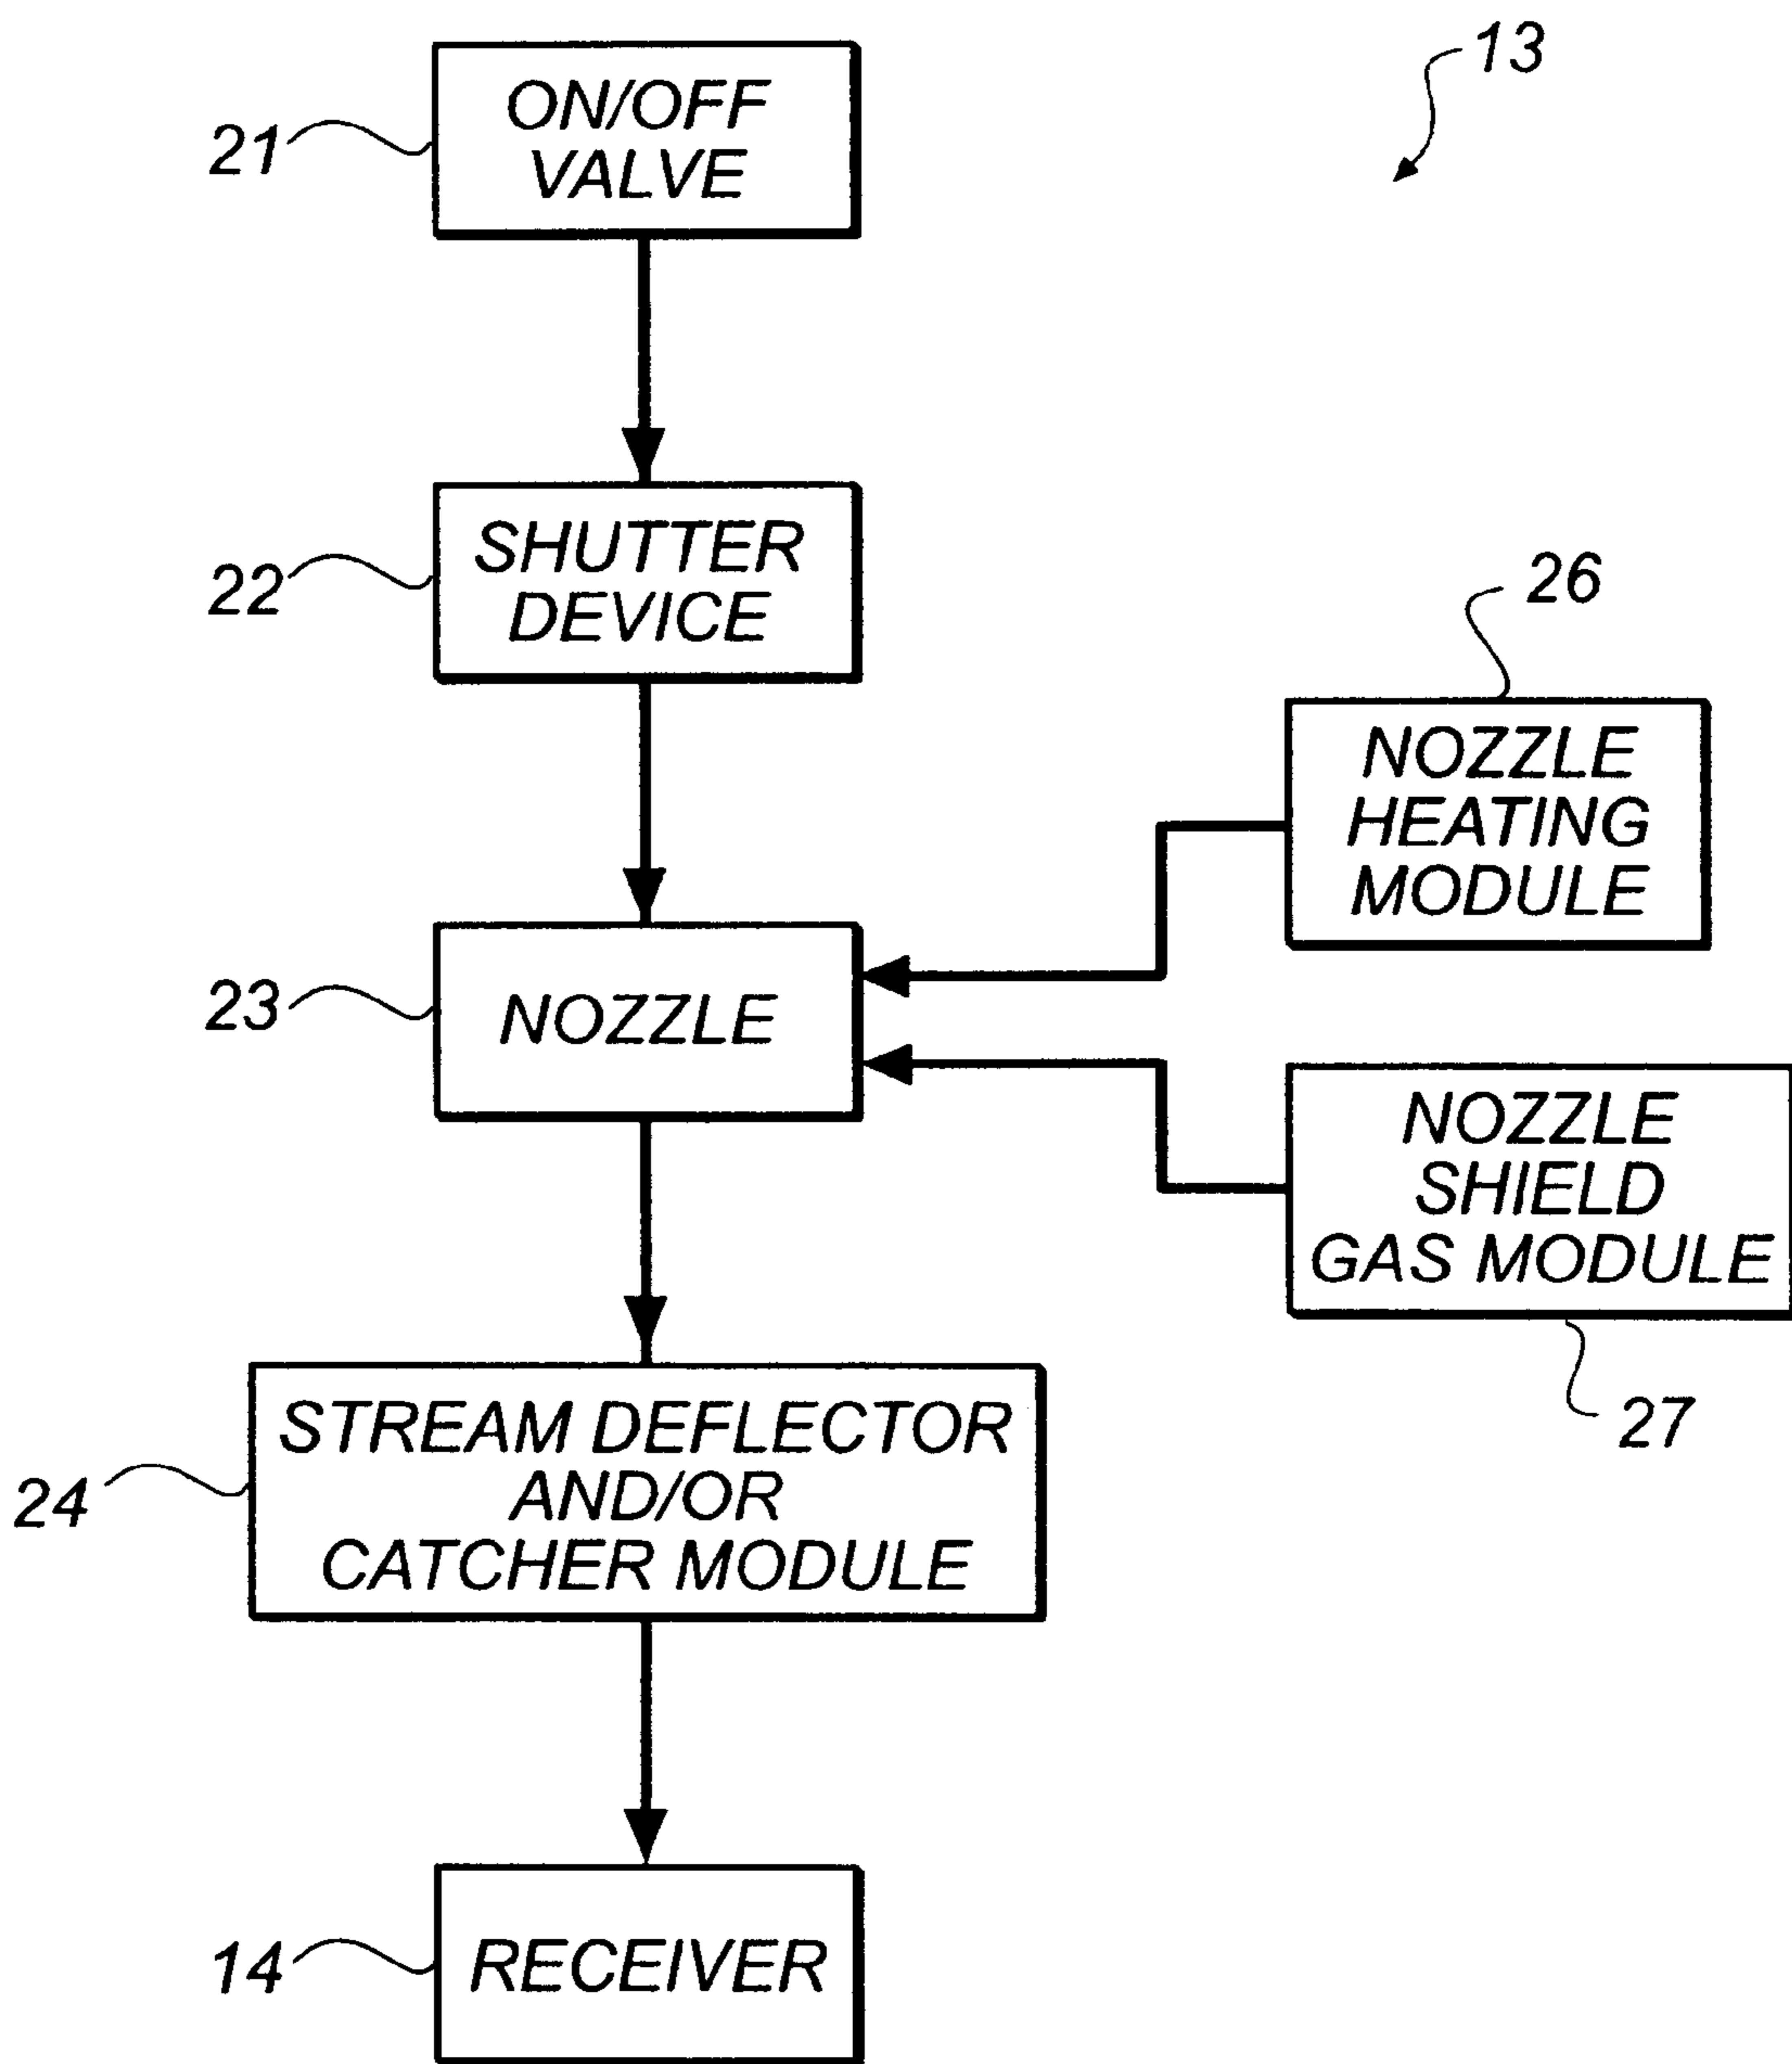 13
ON/OFF
VALVE
21
SHUTTER
DEVICE
22
26
NOZZLE
HEATING
MODULE
23
NOZZLE
NOZZLE
SHIELD
GAS MODULE
27
STREAM DEFLECTOR
AND/OR
CATCHER MODULE
24
14
RECEIVER